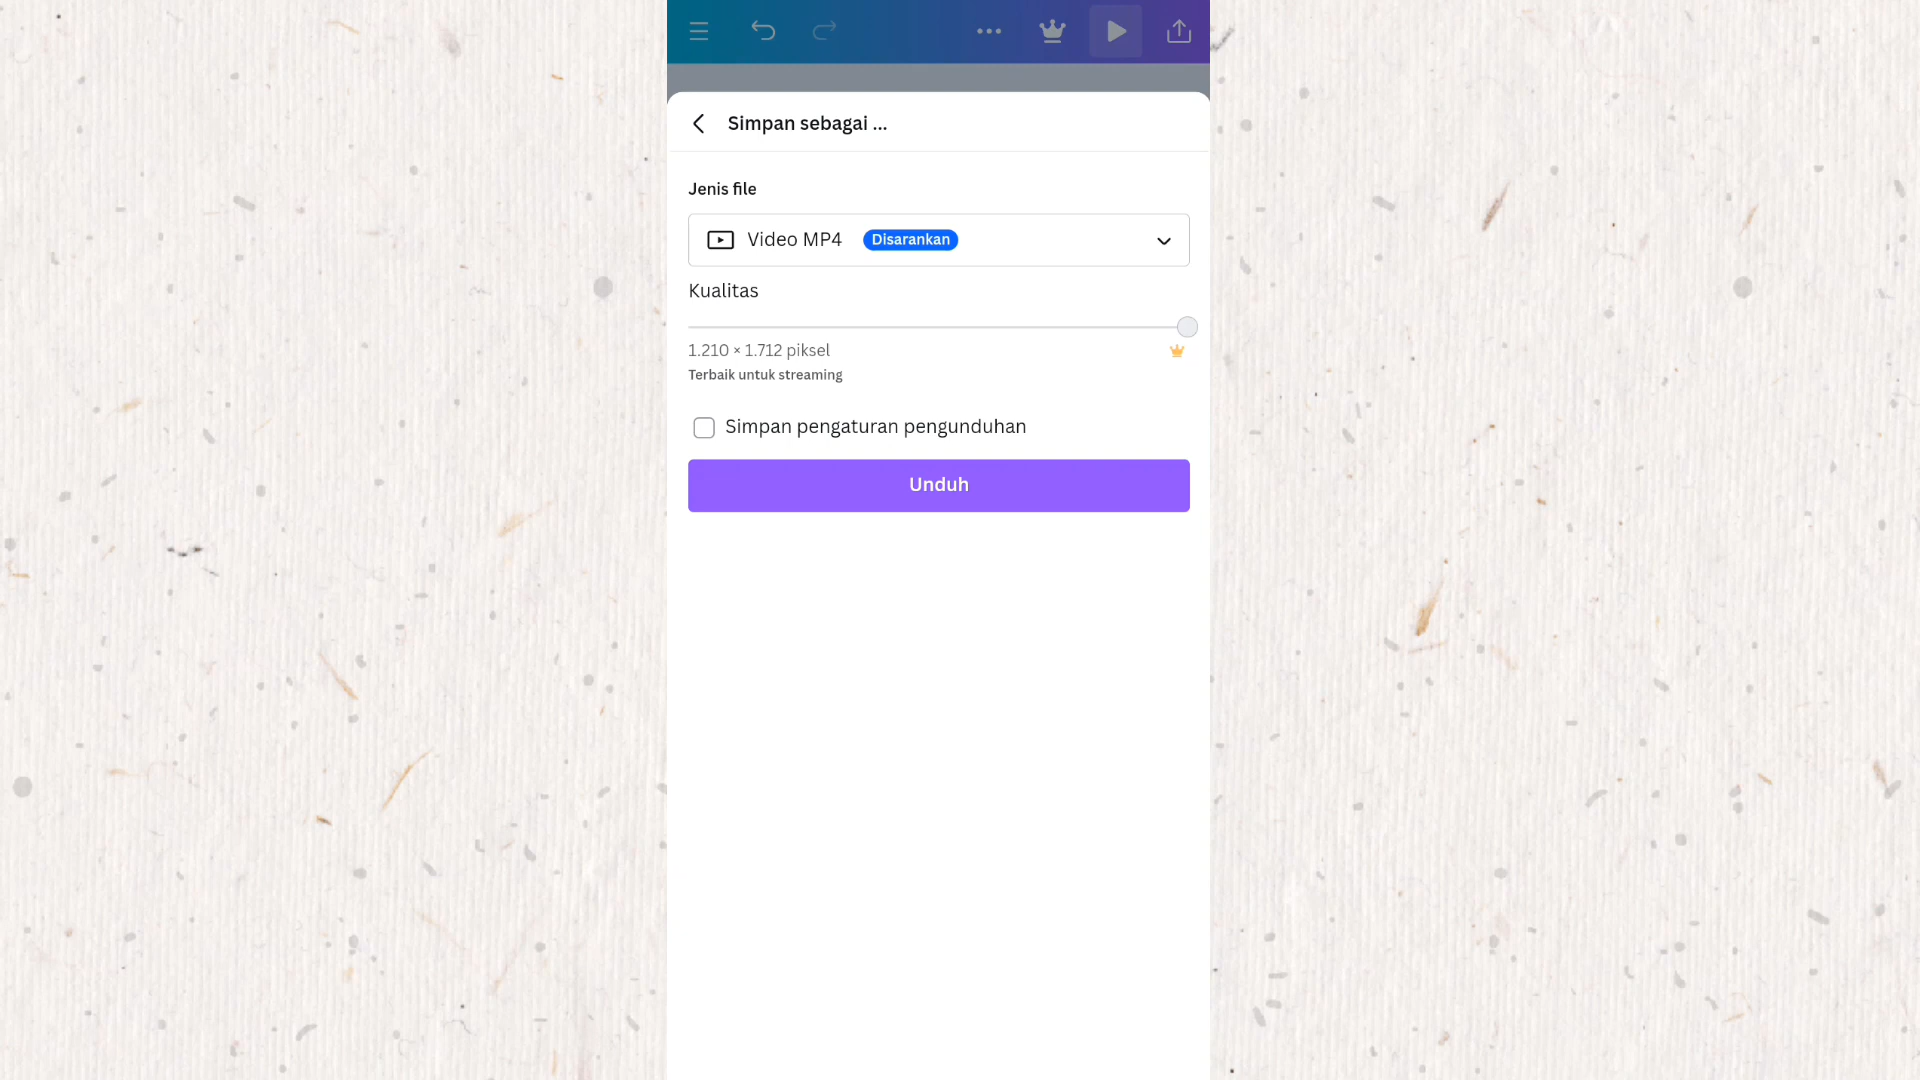 Simpan sebagai ...
Jenis file
Video MP4 Disarankan
Kualitas
1.210 × 1.712 piksel
Terbaik untuk streaming
Simpan pengaturan pengunduhan
Unduh